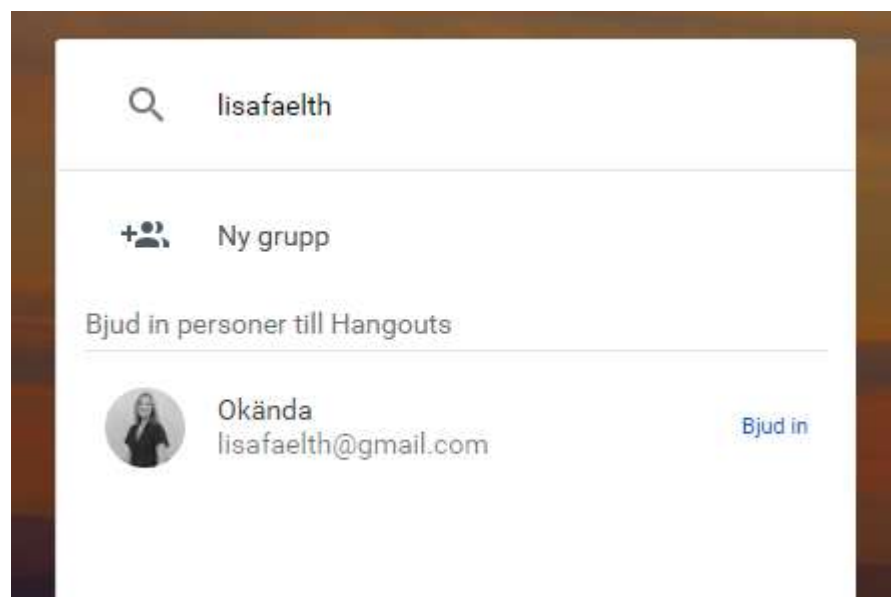 lisafaelth
Ny grupp
Bjud in personer till Hangouts
Okända
lisafaelth@gmail.com
Bjud in